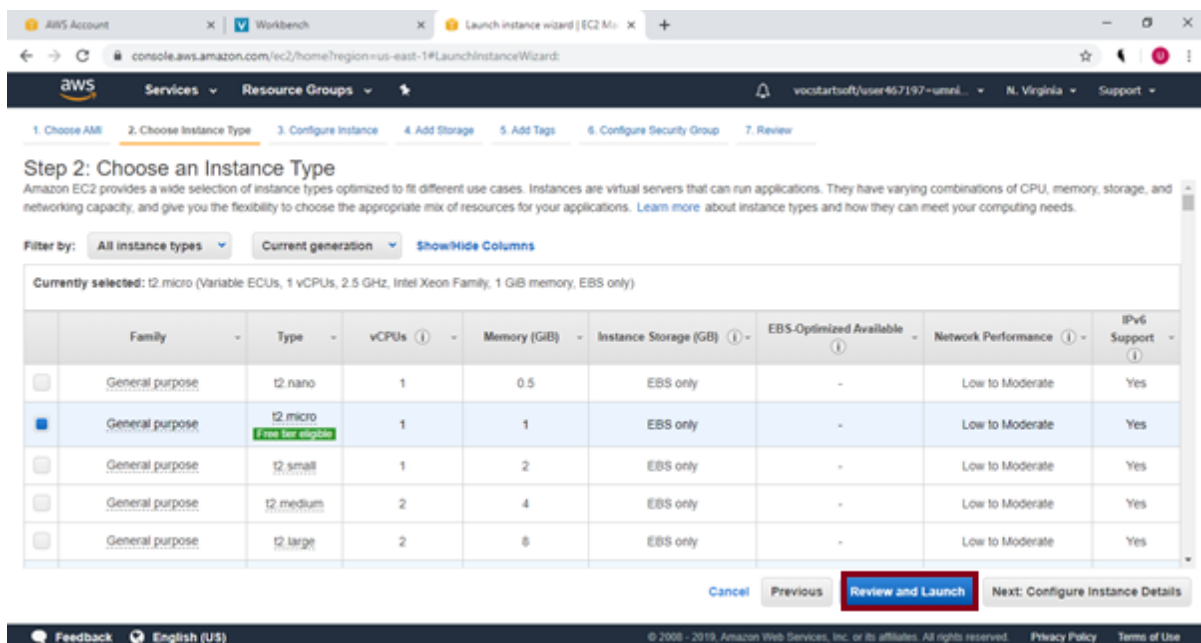 AWS Account
Workbench
Launch instance wizard | EC2 Ma
console.aws.amazon.com/ec2/home?region=us-east-1#LaunchInstanceWizard:
aws Services Resource Groups vocstartsoft/user467197=umni... N. Virginia Support
1. Choose AMI 2. Choose Instance Type 3. Configure Instance 4. Add Storage 5. Add Tags 6. Configure Security Group 7. Review
Step 2: Choose an Instance Type
Amazon EC2 provides a wide selection of instance types optimized to fit different use cases. Instances are virtual servers that can run applications. They have varying combinations of CPU, memory, storage, and
networking capacity, and give you the flexibility to choose the appropriate mix of resources for your applications. Learn more about instance types and how they can meet your computing needs.
Filter by: All instance types Current generation Show/Hide Columns
Currently selected: t2.micro (Variable ECUs, 1 vCPUs, 2.5 GHz, Intel Xeon Family, 1 GiB memory, EBS only)
Family Type vCPUs Memory (GiB) Instance Storage (GB) EBS-Optimized Available Network Performance IPv6 Support
General purpose t2.nano 1 0.5 EBS only - Low to Moderate Yes
General purpose t2.micro Free tier eligible 1 1 EBS only - Low to Moderate Yes
General purpose t2.small 1 2 EBS only - Low to Moderate Yes
General purpose t2.medium 2 4 EBS only - Low to Moderate Yes
General purpose t2.large 2 8 EBS only - Low to Moderate Yes
Cancel Previous Review and Launch Next: Configure Instance Details
Feedback English (US) © 2008 - 2019, Amazon Web Services, Inc. or its affiliates. All rights reserved. Privacy Policy Terms of Use